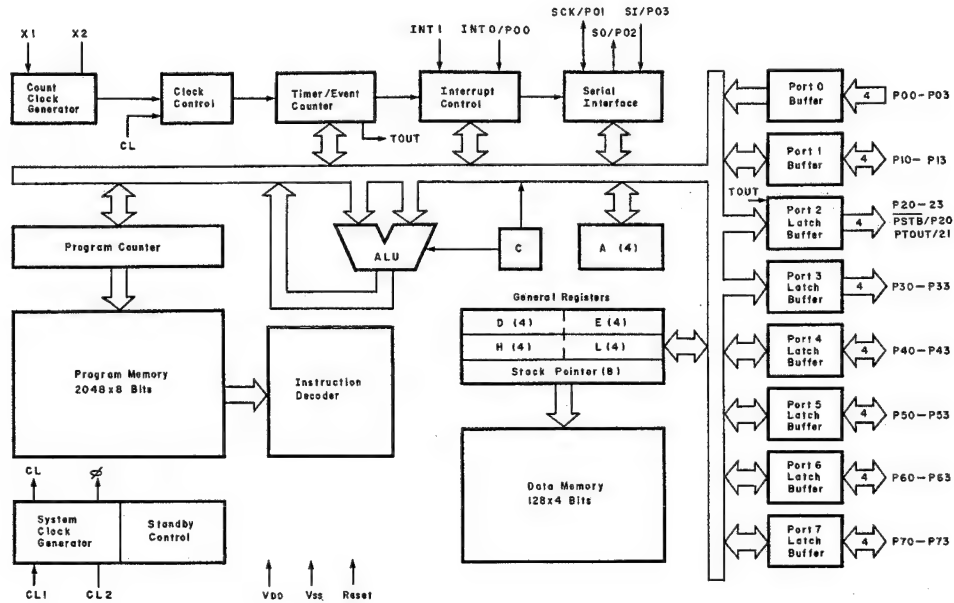 X1
X2
INT1
INT0/P00
SCK/P01
S0/P02
SI/P03
Count
Clock
Generator
Clock
Control
CL
Timer/Event
Counter
TOUT
Interrupt
Control
Serial
Interface
Port 0
Buffer
4
P00-P03
Port 1
Buffer
4
P10- P13
TOUT
Port 2
Latch
Buffer
4
P20-23
PSTB/P20
PTOUT/21
Port 3
Latch
Buffer
4
P30-P33
Port 4
Latch
Buffer
4
P40-P43
Port 5
Latch
Buffer
4
P50-P53
Port 6
Latch
Buffer
4
P60-P63
Port 7
Latch
Buffer
4
P70-P73
Program Counter
ALU
C
A (4)
General Registers
D (4)
E (4)
H (4)
L (4)
Stack Pointer (8)
Program Memory
2048x8 Bits
Instruction
Decoder
Data Memory
128x4 Bits
CL
ø
System
Clock
Generator
Standby
Control
CL1
CL2
VDD
VSS
Reset